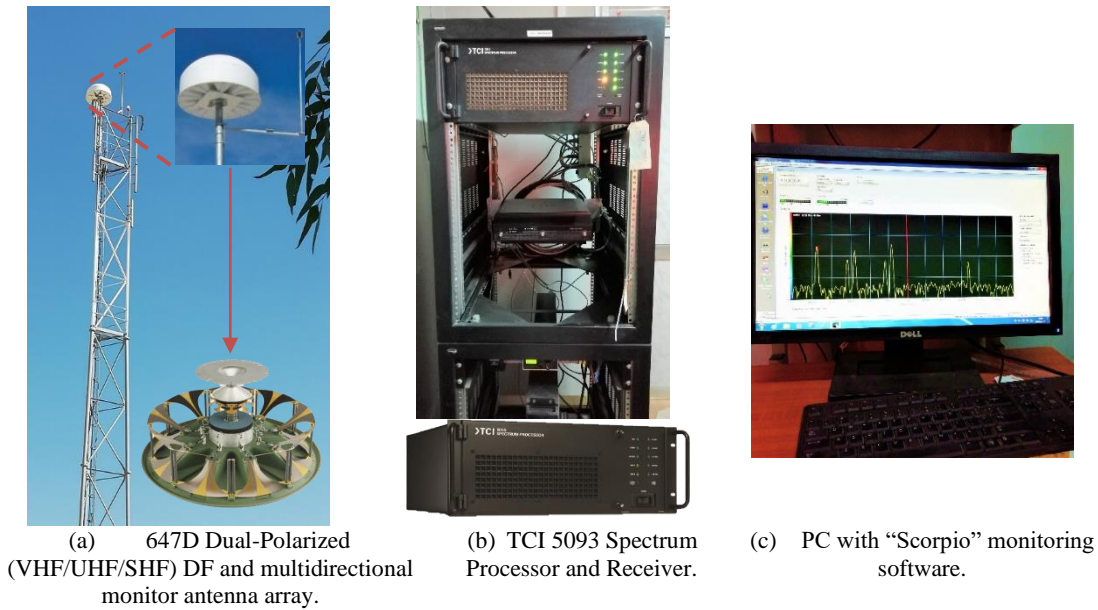 TCI
SPECTRUM PROCESSOR
DELL
TCI
SPECTRUM PROCESSOR
(a) 647D Dual-Polarized
(VHF/UHF/SHF) DF and multidirectional
monitor antenna array.
(b) TCI 5093 Spectrum
Processor and Receiver.
(c) PC with “Scorpio” monitoring
software.